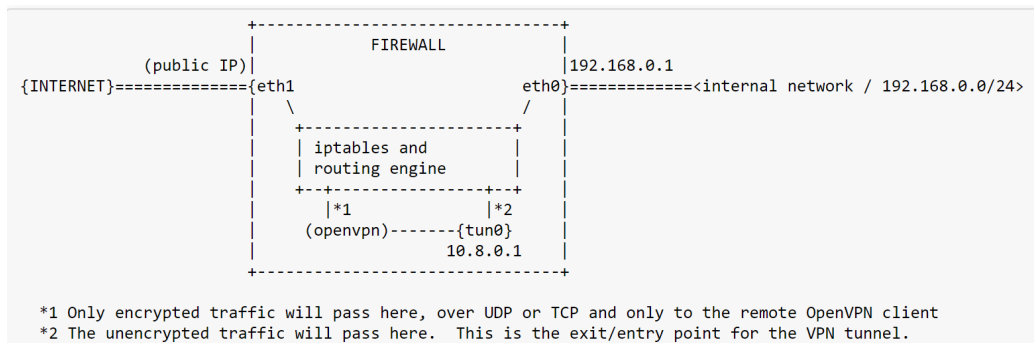 FIREWALL
(public IP)
192.168.0.1
{INTERNET}=============={eth1 eth0}=============<internal network / 192.168.0.0/24>
iptables and
routing engine
*1 *2
(openvpn)-------{tun0}
10.8.0.1
*1 Only encrypted traffic will pass here, over UDP or TCP and only to the remote OpenVPN client
*2 The unencrypted traffic will pass here.  This is the exit/entry point for the VPN tunnel.